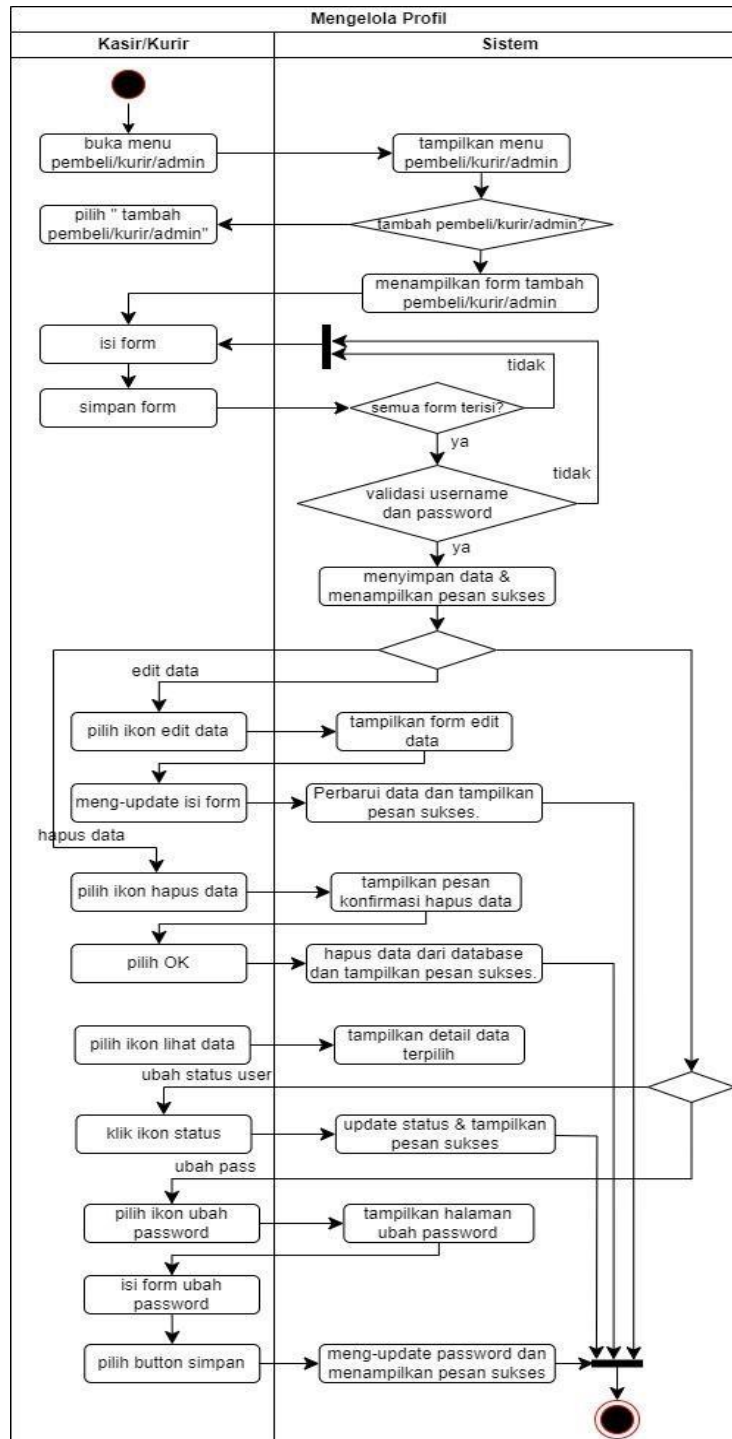 Mengelola Profil
Kasir/Kurir
Sistem
buka menu
pembeli/kurir/admin
tampilkan menu
pembeli/kurir/admin
pilih " tambah
pembeli/kurir/admin"
tambah pembeli/kurir/admin?
menampilkan form tambah
pembeli/kurir/admin
isi form
tidak
simpan form
semua form terisi?
ya
tidak
validasi username
dan password
ya
menyimpan data &
menampilkan pesan sukses
edit data
pilih ikon edit data
tampilkan form edit
data
meng-update isi form
Perbarui data dan tampilkan
pesan sukses.
hapus data
pilih ikon hapus data
tampilkan pesan
konfirmasi hapus data
pilih OK
hapus data dari database
dan tampilkan pesan sukses.
pilih ikon lihat data
tampilkan detail data
terpilih
ubah status user
klik ikon status
update status & tampilkan
pesan sukses
ubah pass
pilih ikon ubah
password
tampilkan halaman
ubah password
isi form ubah
password
pilih button simpan
meng-update password dan
menampilkan pesan sukses